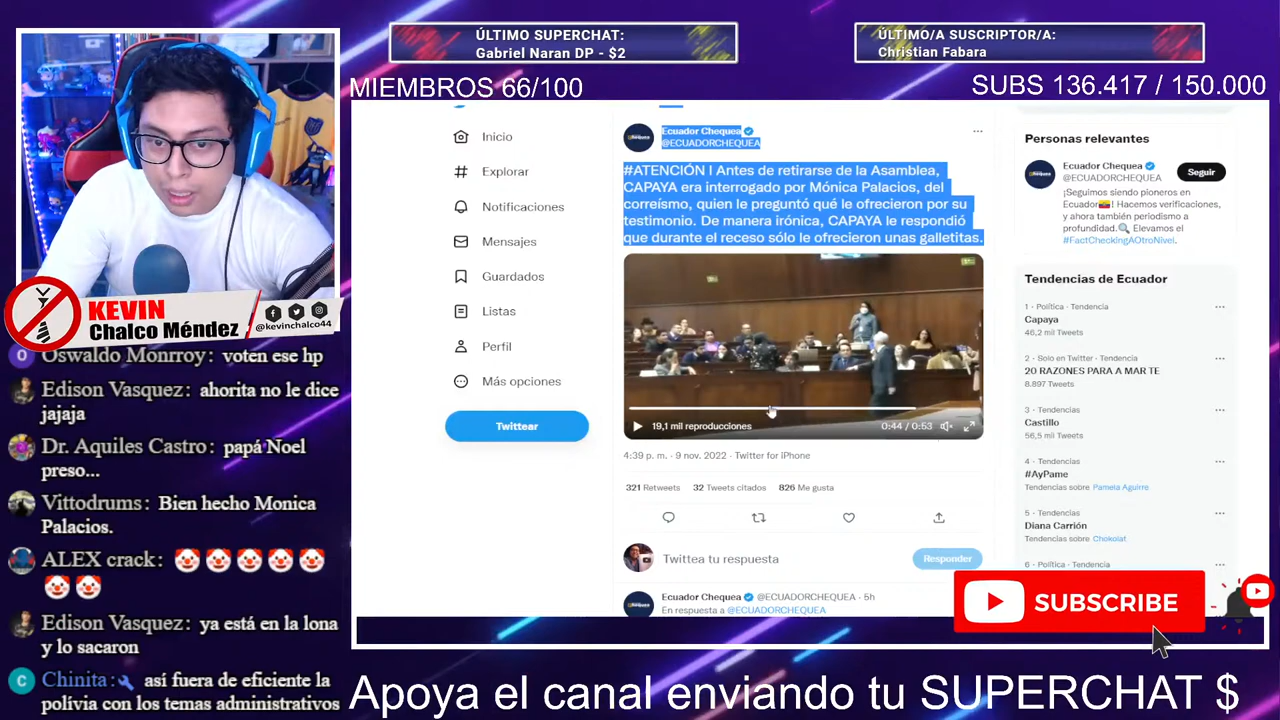 ÚLTIMO SUPERCHAT:
Gabriel Naran DP - $2
ÚLTIMO/A SUSCRIPTOR/A:
Christian Fabara
MIEMBROS 66/100
SUBS 136.417 / 150.000
KEVIN
Chalco Méndez
@kevinchalco44
Oswaldo Monrroy: voten ese hp
Edison Vasquez: ahorita no le dice
jajaja
Dr. Aquiles Castro: papá Noel
preso...
Vittodrums: Bien hecho Monica
Palacios.
ALEX crack: 🤡🤡🤡🤡🤡
🤡🤡
Edison Vasquez: ya está en la lona
y lo sacaron
C Chinita: 🔧 así fuera de eficiente la
polivia con los temas administrativos
Inicio
Explorar
Notificaciones
Mensajes
Guardados
Listas
Perfil
Más opciones
Twittear
Ecuador Chequea
@ECUADORCHEQUEA
#ATENCIÓN I Antes de retirarse de la Asamblea,
CAPAYA era interrogado por Mónica Palacios, del
correísmo, quien le preguntó qué le ofrecieron por su
testimonio. De manera irónica, CAPAYA le respondió
que durante el receso sólo le ofrecieron unas galletitas.
19,1 mil reproducciones
0:44 / 0:53
4:39 p. m. · 9 nov. 2022 · Twitter for iPhone
321 Retweets 32 Tweets citados 826 Me gusta
Twittea tu respuesta
Responder
Ecuador Chequea @ECUADORCHEQUEA · 5h
En respuesta a @ECUADORCHEQUEA
Personas relevantes
Ecuador Chequea
@ECUADORCHEQUEA
Seguir
¡Seguimos siendo pioneros en
Ecuador🇪🇨! Hacemos verificaciones,
y ahora también periodismo a
profundidad.🔍 Elevamos el
#FactCheckingAOtroNivel.
Tendencias de Ecuador
1 · Política · Tendencia
Capaya
46,2 mil Tweets
2 · Solo en Twitter · Tendencia
20 RAZONES PARA A MAR TE
8.897 Tweets
3 · Tendencias
Castillo
56,5 mil Tweets
4 · Tendencias
#AyPame
Tendencias sobre Pamela Aguirre
5 · Tendencias
Diana Carrión
Tendencias sobre Chokolat
6 · Política · Tendencia
SUBSCRIBE
Apoya el canal enviando tu SUPERCHAT $